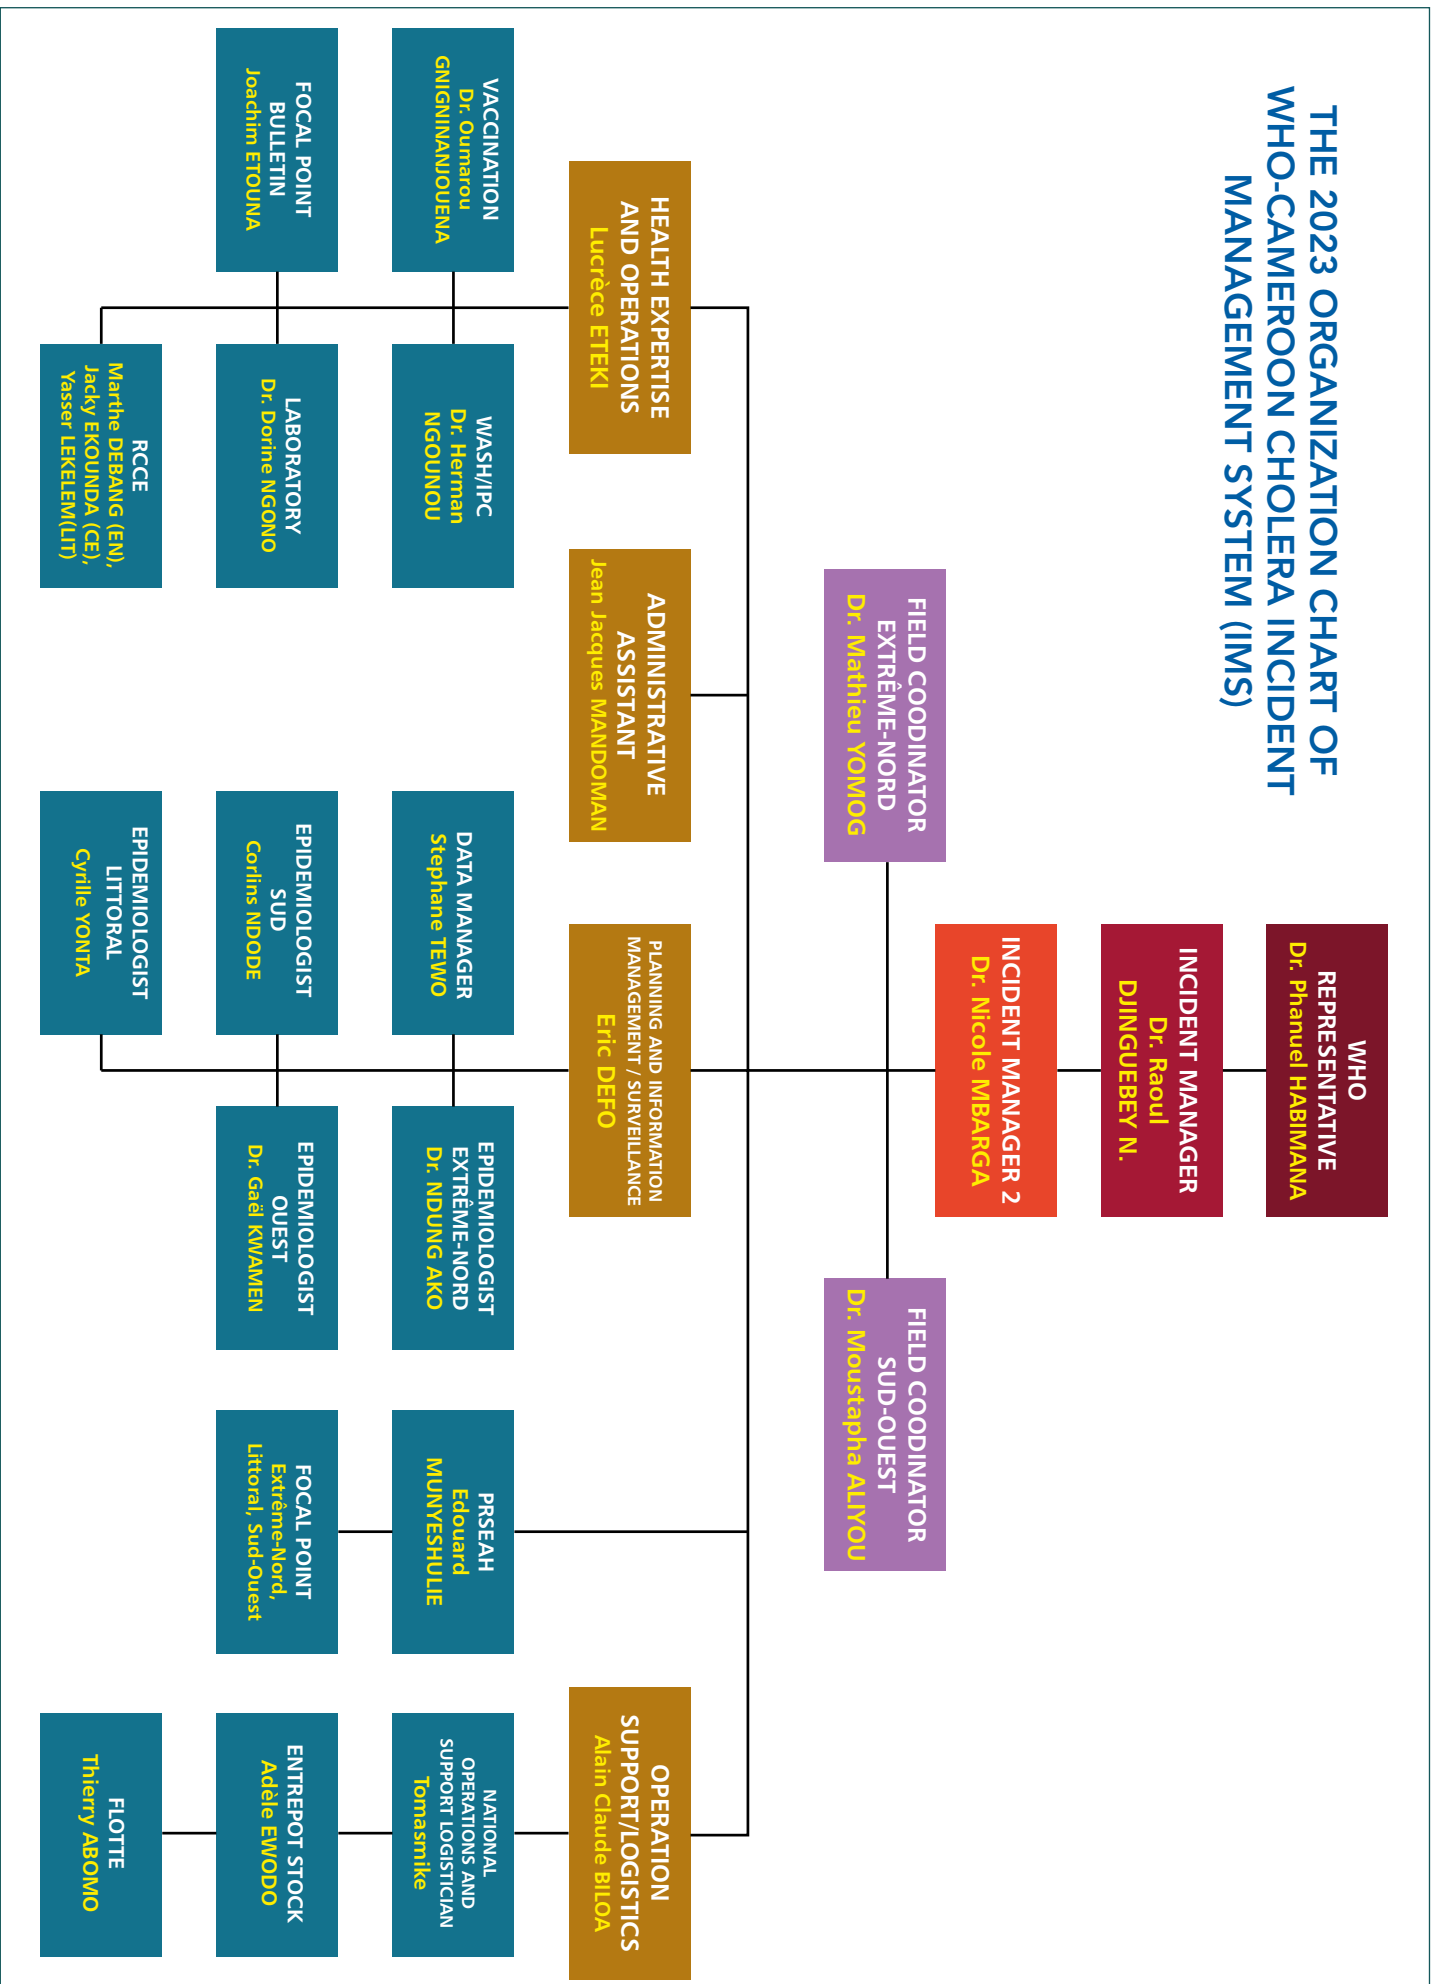 THE 2023 ORGANIZATION CHART OF
WHO-CAMEROON CHOLERA INCIDENT
MANAGEMENT SYSTEM (IMS)
WHO
REPRESENTATIVE
Dr. Phanuel HABIMANA
INCIDENT MANAGER
Dr. Raoul
DJINGUEBEY N.
INCIDENT MANAGER 2
Dr. Nicole MBARGA
FIELD COODINATOR
EXTRÊME-NORD
Dr. Mathieu YOMOG
FIELD COODINATOR
SUD-OUEST
Dr. Moustapha ALIYOU
HEALTH EXPERTISE
AND OPERATIONS
Lucrèce ETEKI
ADMINISTRATIVE
ASSISTANT
Jean Jacques MANDOMAN
PLANNING AND INFORMATION
MANAGEMENT / SURVEILLANCE
Eric DEFO
OPERATION
SUPPORT/LOGISTICS
Alain Claude BILOA
VACCINATION
Dr. Oumarou
GNIGNINANJOUENA
WASH/IPC
Dr. Herman
NGOUNOU
DATA MANAGER
Stephane TEWO
EPIDEMIOLOGIST
EXTRÊME-NORD
Dr. NDUNG AKO
PRSEAH
Edouard
MUNYESHULIE
NATIONAL
OPERATIONS AND
SUPPORT LOGISTICIAN
Tomasmike
FOCAL POINT
BULLETIN
Joachim ETOUNA
LABORATORY
Dr. Dorine NGONO
EPIDEMIOLOGIST
SUD
Corlins NDODE
EPIDEMIOLOGIST
OUEST
Dr. Gaël KWAMEN
FOCAL POINT
Extrême-Nord,
Littoral, Sud-Ouest
ENTREPOT STOCK
Adèle EWODO
RCCE
Marthe DEBANG (EN),
Jacky EKOUNDA (CE),
Yasser LEKELEM(LIT)
EPIDEMIOLOGIST
LITTORAL
Cyrille YONTA
FLOTTE
Thierry ABOMO